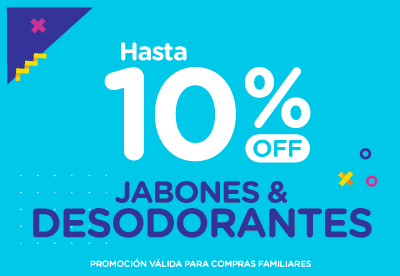 Hasta
10%
OFF
JABONES &
DESODORANTES
PROMOCIÓN VÁLIDA PARA COMPRAS FAMILIARES